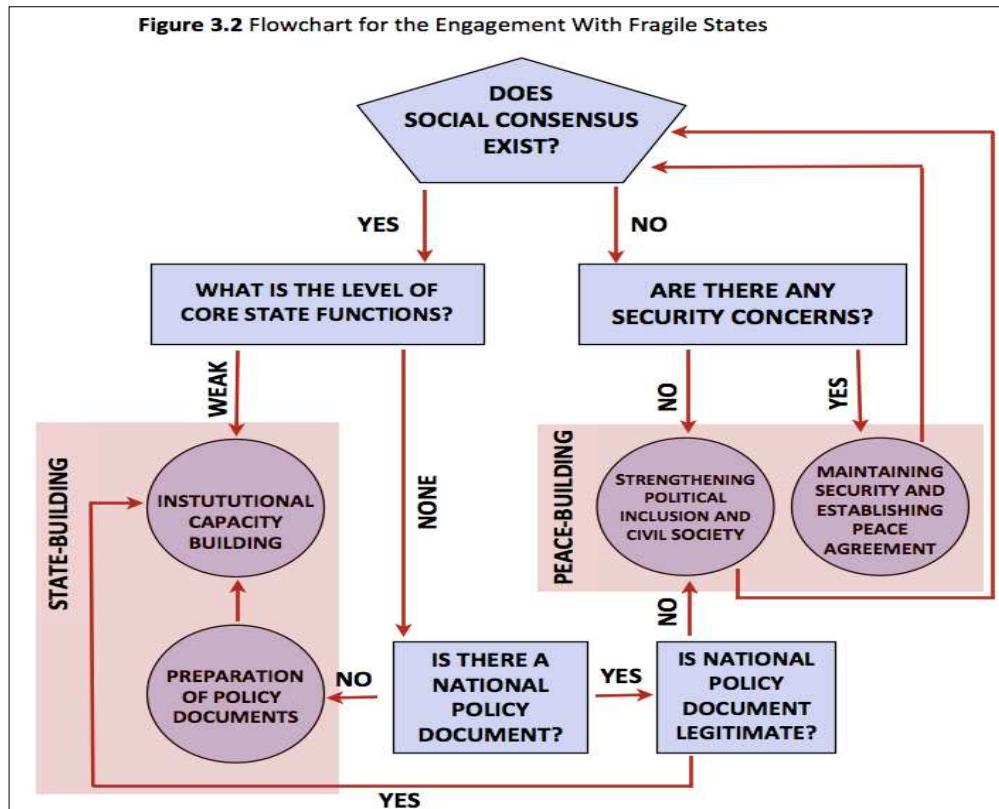 Figure 3.2 Flowchart for the Engagement With Fragile States
DOES
SOCIAL CONSENSUS
EXIST?
YES
NO
WHAT IS THE LEVEL OF
CORE STATE FUNCTIONS?
ARE THERE ANY
SECURITY CONCERNS?
WEAK
NONE
NO
YES
STATE-BUILDING
INSTUTUTIONAL
CAPACITY
BUILDING
PEACE-BUILDING
STRENGTHENING
POLITICAL
INCLUSION AND
CIVIL SOCIETY
MAINTAINING
SECURITY AND
ESTABLISHING
PEACE
AGREEMENT
NO
PREPARATION
OF POLICY
DOCUMENTS
NO
IS THERE A
NATIONAL
POLICY
DOCUMENT?
YES
IS NATIONAL
POLICY
DOCUMENT
LEGITIMATE?
YES